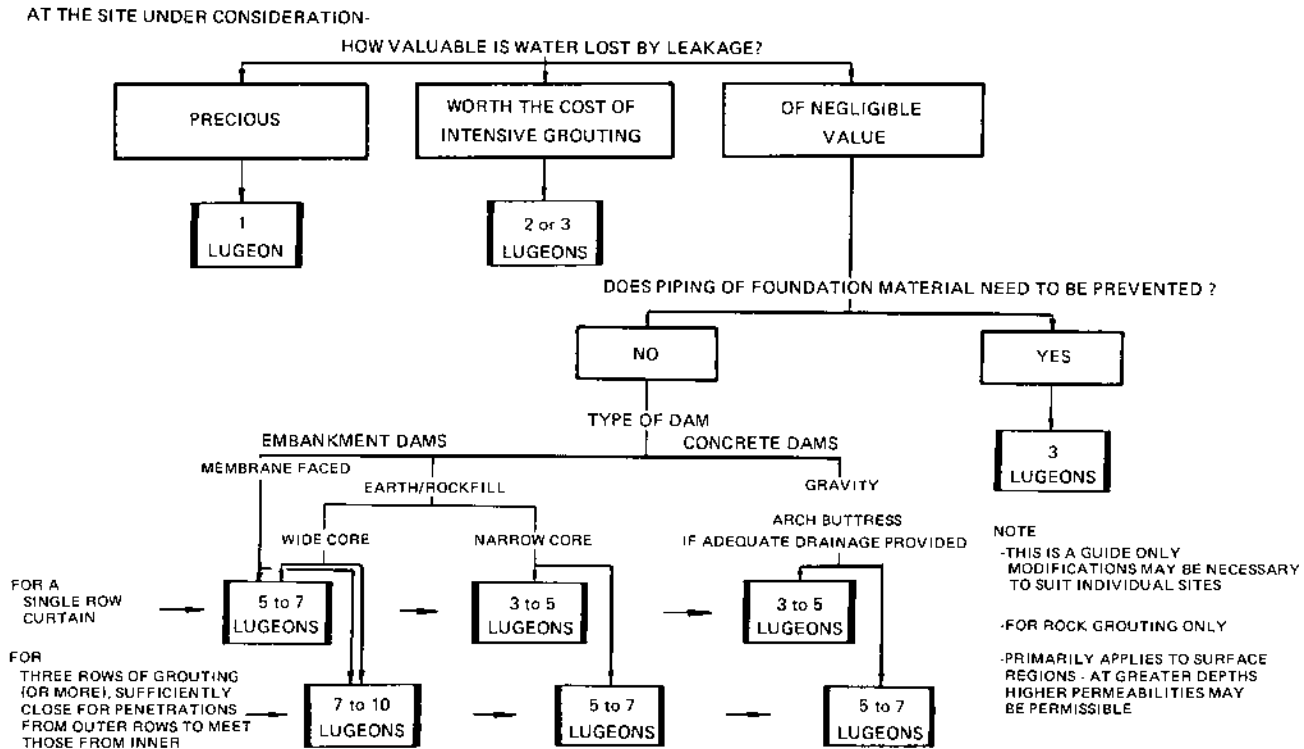 AT THE SITE UNDER CONSIDERATION-
HOW VALUABLE IS WATER LOST BY LEAKAGE?
PRECIOUS
WORTH THE COST OF
INTENSIVE GROUTING
OF NEGLIGIBLE
VALUE
1
LUGEON
2 or 3
LUGEONS
DOES PIPING OF FOUNDATION MATERIAL NEED TO BE PREVENTED ?
NO
YES
3
LUGEONS
TYPE OF DAM
EMBANKMENT DAMS
CONCRETE DAMS
MEMBRANE FACED
EARTH/ROCKFILL
GRAVITY
WIDE CORE
NARROW CORE
ARCH BUTTRESS
IF ADEQUATE DRAINAGE PROVIDED
FOR A
SINGLE ROW
CURTAIN
5 to 7
LUGEONS
3 to 5
LUGEONS
3 to 5
LUGEONS
FOR
THREE ROWS OF GROUTING
(OR MORE), SUFFICIENTLY
CLOSE FOR PENETRATIONS
FROM OUTER ROWS TO MEET
THOSE FROM INNER
7 to 10
LUGEONS
5 to 7
LUGEONS
5 to 7
LUGEONS
NOTE
-THIS IS A GUIDE ONLY
MODIFICATIONS MAY BE NECESSARY
TO SUIT INDIVIDUAL SITES
-FOR ROCK GROUTING ONLY
-PRIMARILY APPLIES TO SURFACE
REGIONS - AT GREATER DEPTHS
HIGHER PERMEABILITIES MAY
BE PERMISSIBLE